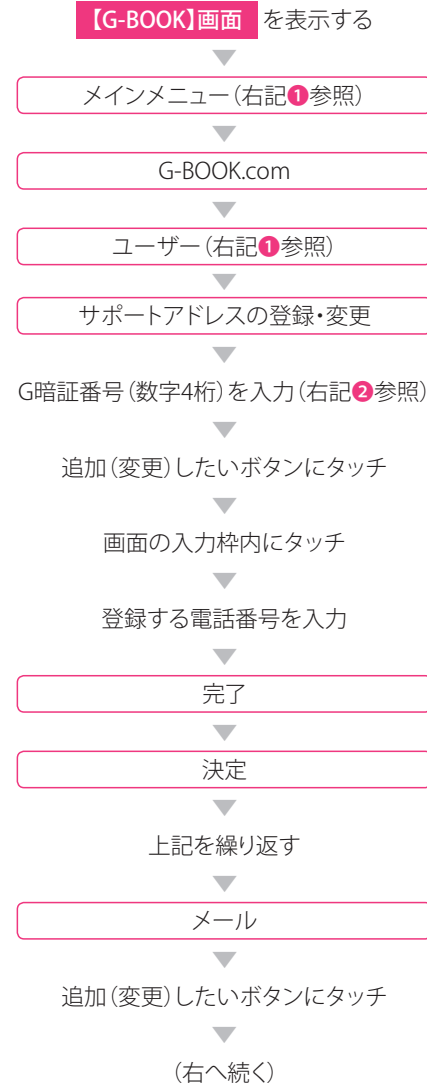 【G-BOOK】画面 を表示する
メインメニュー（右記❶参照）
G-BOOK.com
ユーザー（右記❶参照）
サポートアドレスの登録・変更
G暗証番号（数字4桁）を入力（右記❷参照）
追加（変更）したいボタンにタッチ
画面の入力枠内にタッチ
登録する電話番号を入力
完了
決定
上記を繰り返す
メール
追加（変更）したいボタンにタッチ
（右へ続く）